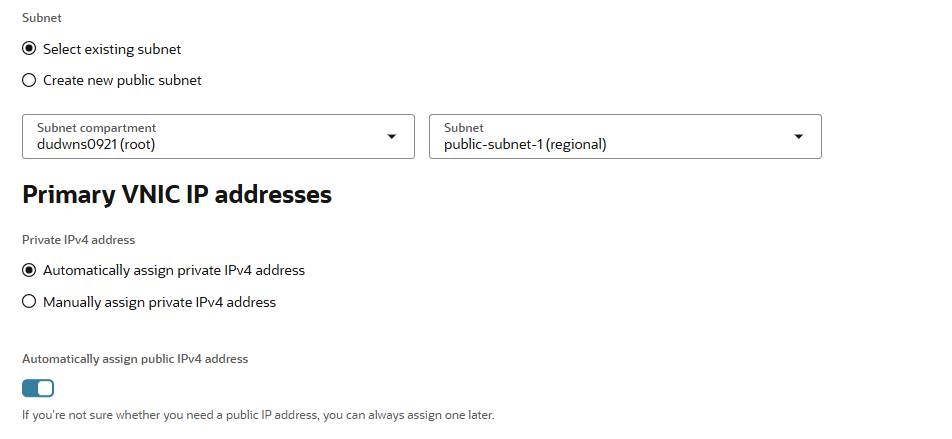 Subnet
Select existing subnet
Create new public subnet
Subnet compartment
dudwns0921 (root)
Subnet
public-subnet-1 (regional)
Primary VNIC IP addresses
Private IPv4 address
Automatically assign private IPv4 address
Manually assign private IPv4 address
Automatically assign public IPv4 address
If you're not sure whether you need a public IP address, you can always assign one later.